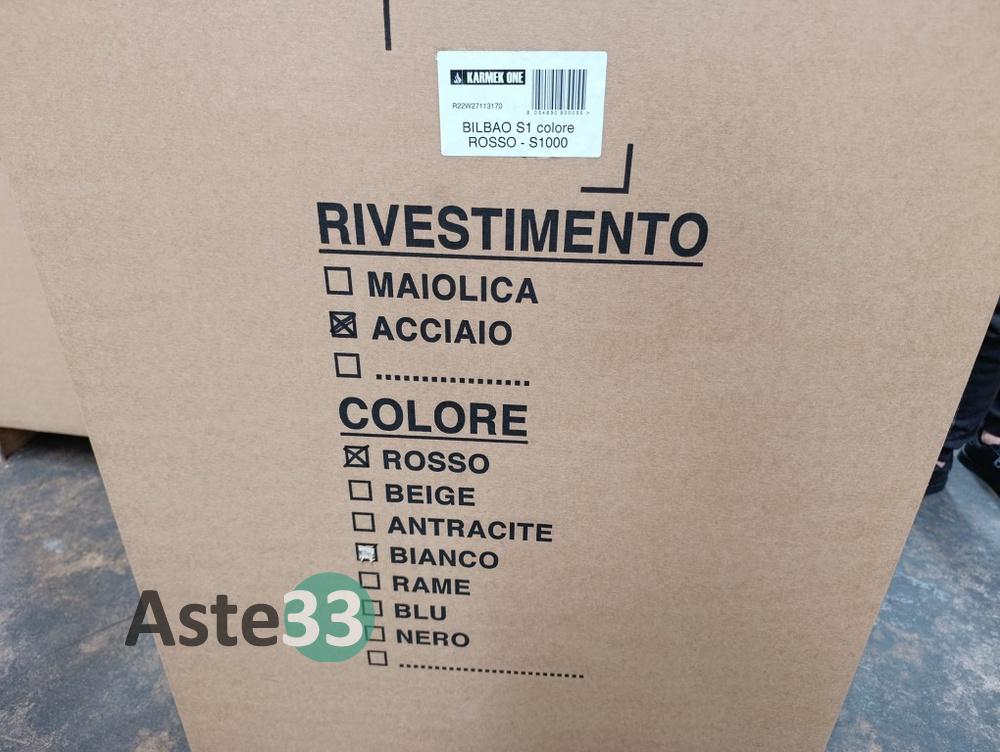 KARMEK ONE
R22W27113170
BILBAO S1 colore
ROSSO - S1000
RIVESTIMENTO
MAIOLICA
ACCIAIO
..................
COLORE
ROSSO
BEIGE
ANTRACITE
BIANCO
RAME
BLU
NERO
..........................
Aste33